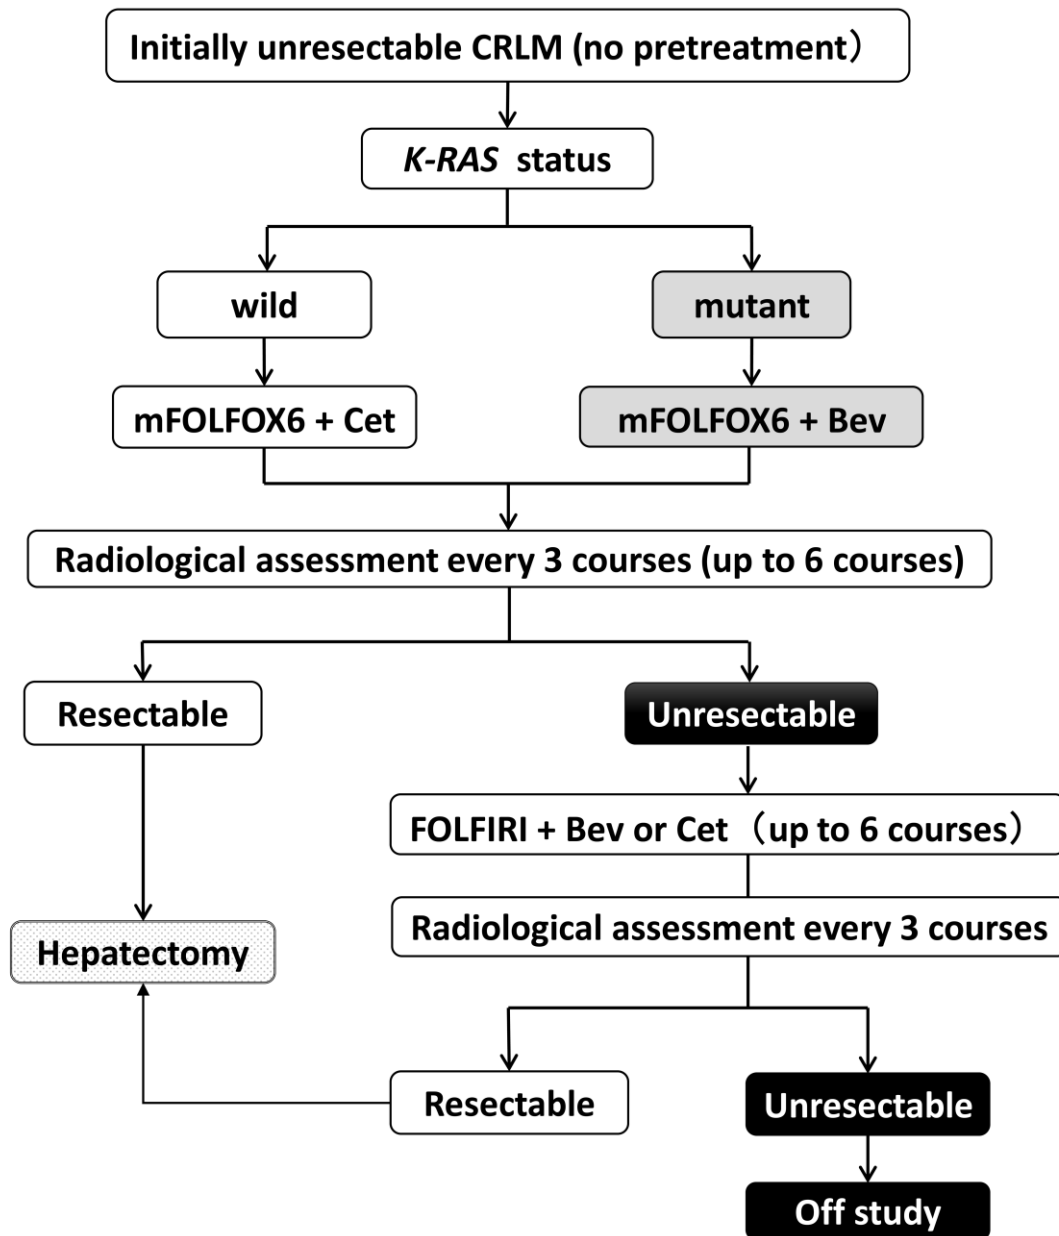 Initially unresectable CRLM (no pretreatment）
K-RAS status
wild
mutant
mFOLFOX6 + Cet
mFOLFOX6 + Bev
Radiological assessment every 3 courses (up to 6 courses)
Resectable
Unresectable
FOLFIRI + Bev or Cet （up to 6 courses）
Radiological assessment every 3 courses
Hepatectomy
Resectable
Unresectable
Off study